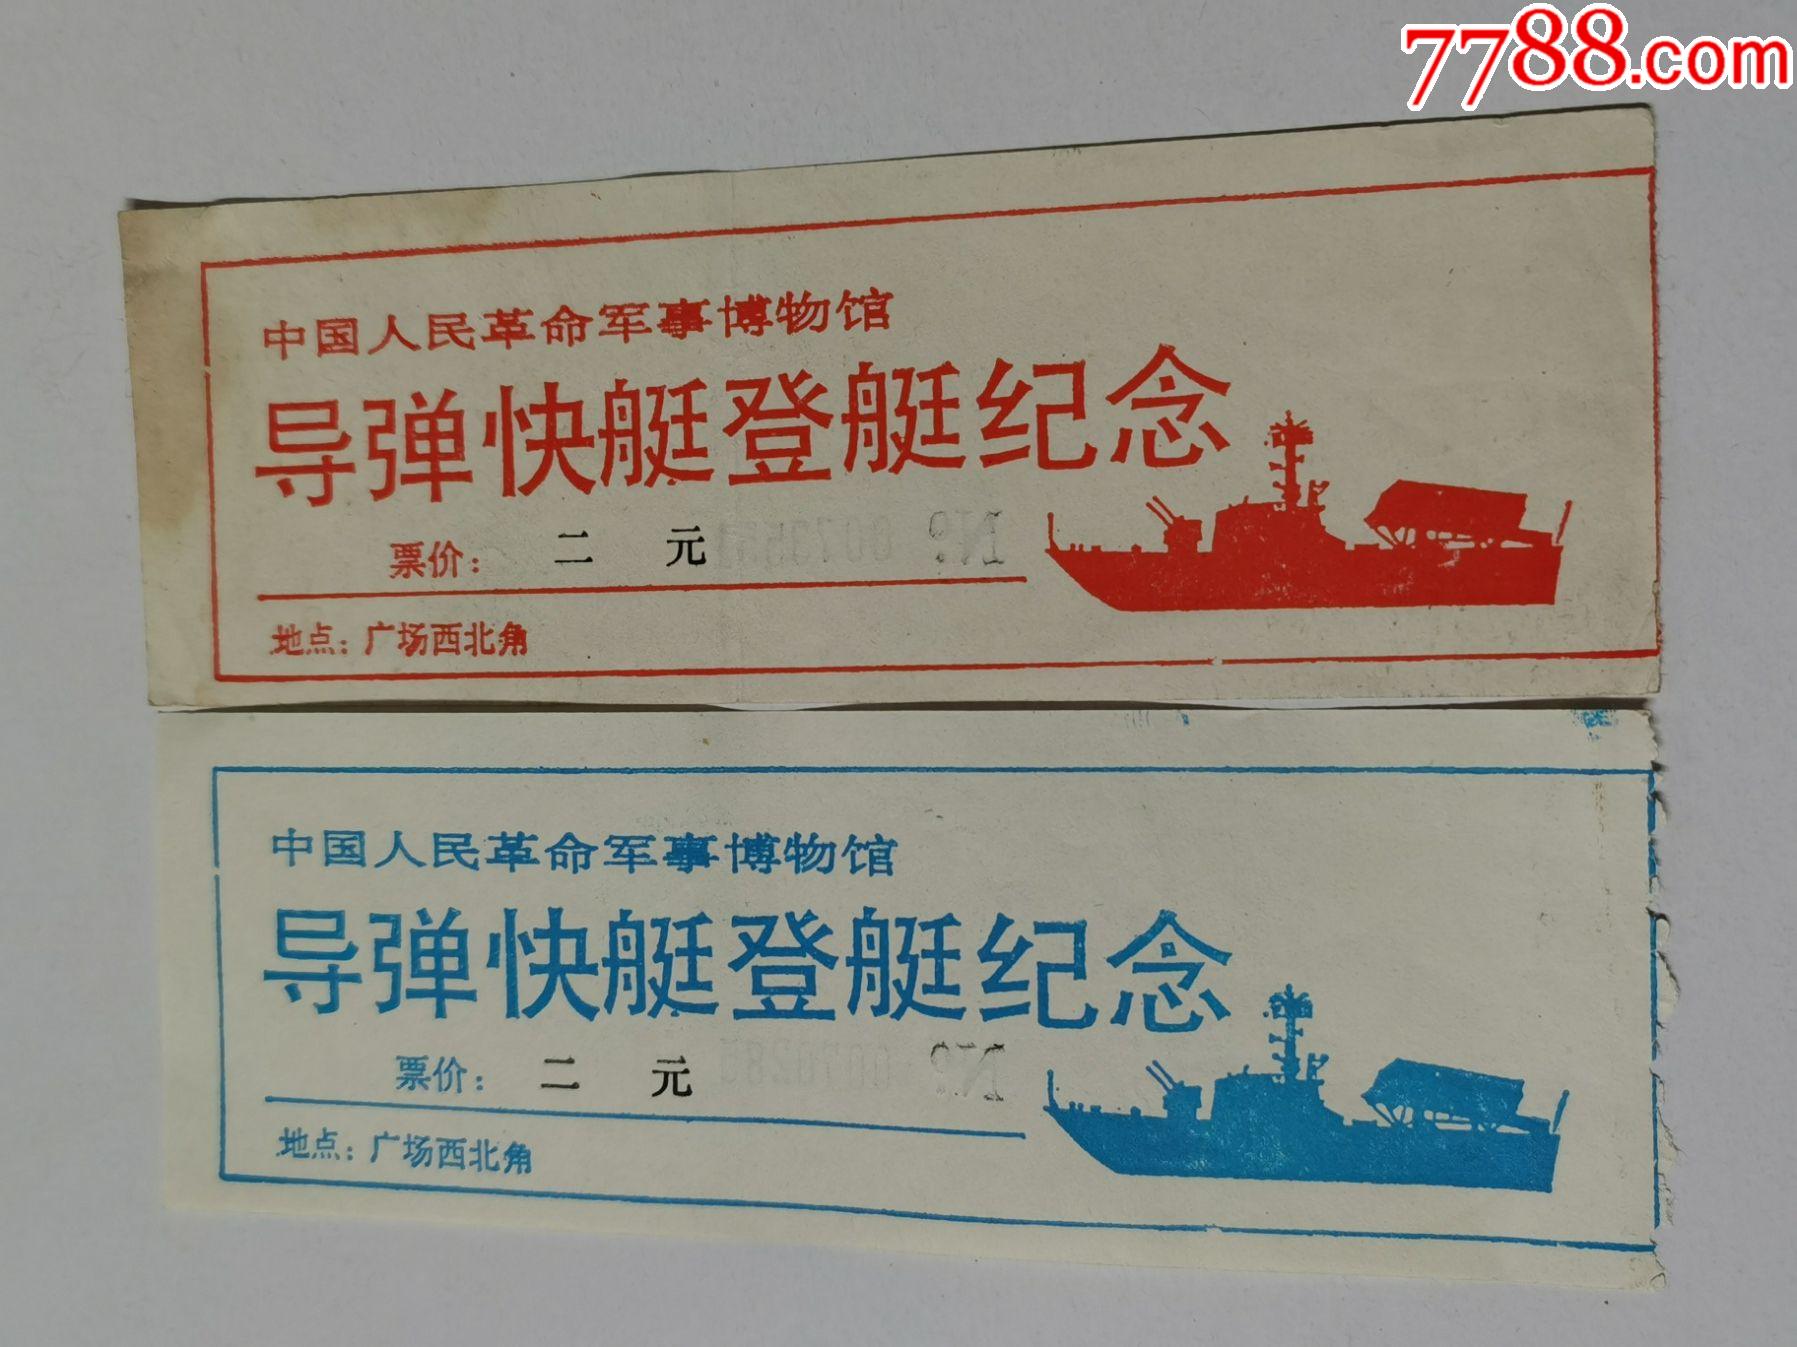 7788.com
中国人民革命军事博物馆
导弹快艇登艇纪念
票价： 二 元
地点：广场西北角
中国人民革命军事博物馆
导弹快艇登艇纪念
票价： 二 元
地点：广场西北角